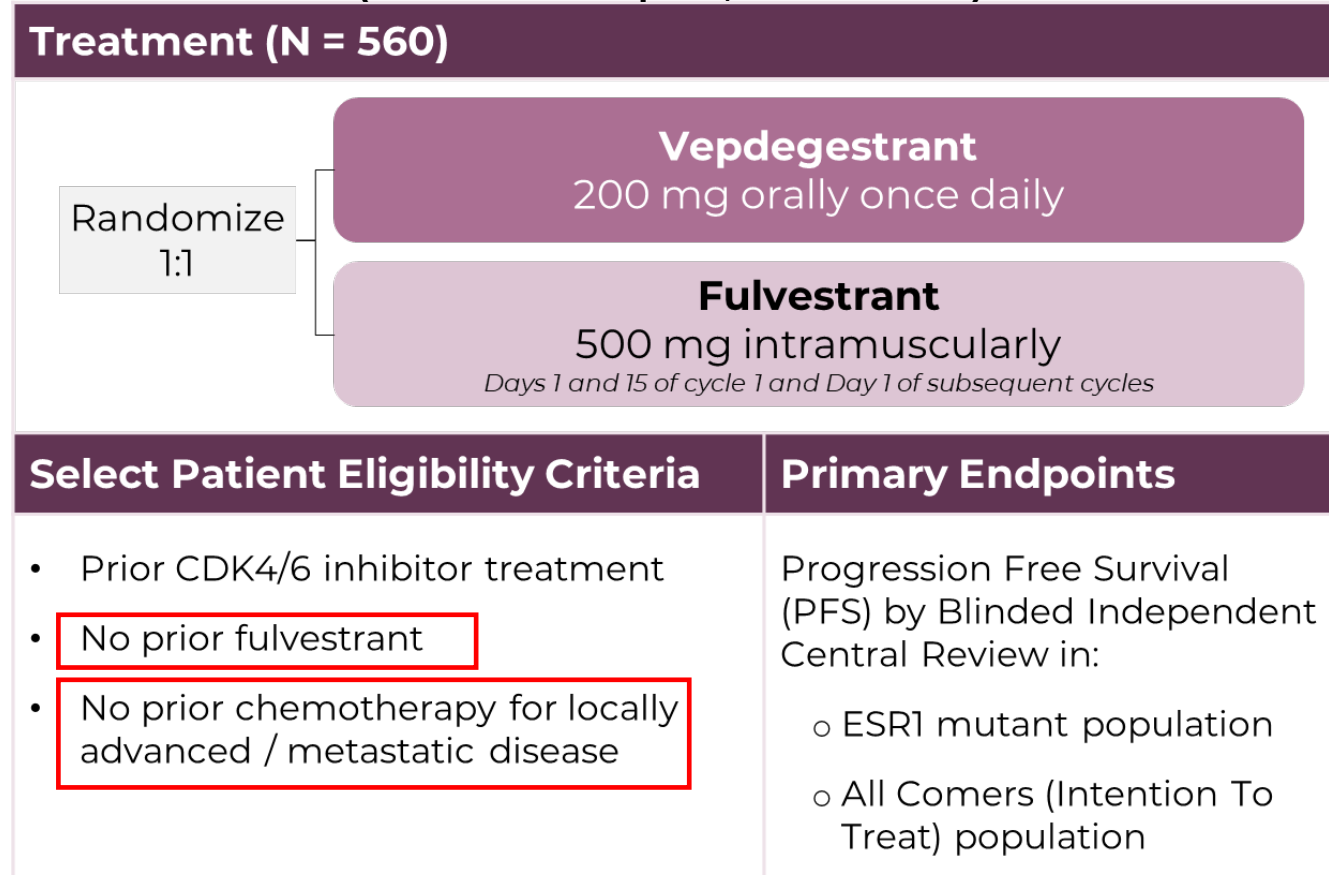 Treatment (N = 560)
Vepdegestrant
200 mg orally once daily
Randomize
1:1
Fulvestrant
500 mg intramuscularly
Days 1 and 15 of cycle 1 and Day 1 of subsequent cycles
Select Patient Eligibility Criteria
• Prior CDK4/6 inhibitor treatment
• No prior fulvestrant
• No prior chemotherapy for locally
advanced / metastatic disease
Primary Endpoints
Progression Free Survival
(PFS) by Blinded Independent
Central Review in:
o ESR1 mutant population
o All Comers (Intention To
Treat) population